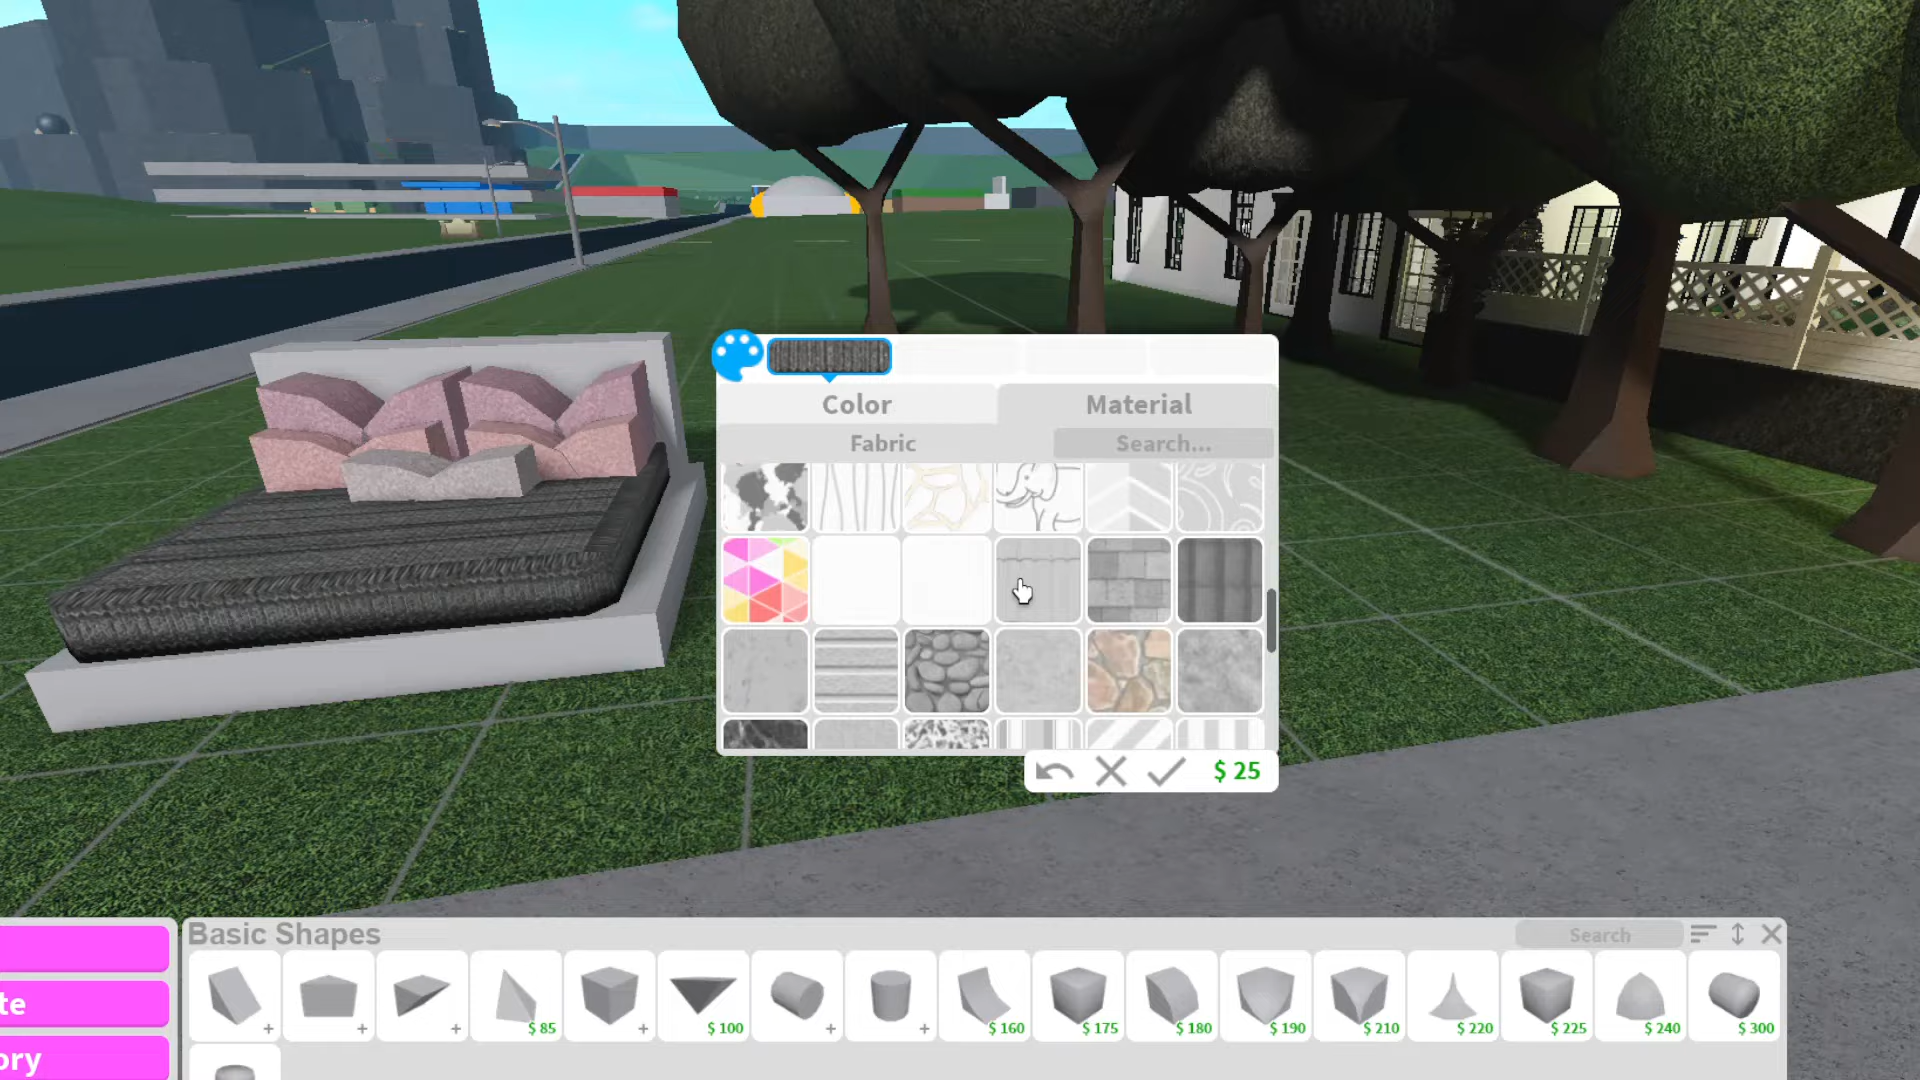 Color
Material
Fabric
Search...
$ 25
te
ory
Basic Shapes
Search
+
+
+
$ 85
+
$ 100
+
+
$ 160
$ 175
$ 180
$ 190
$ 210
$ 220
$ 225
$ 240
$ 300